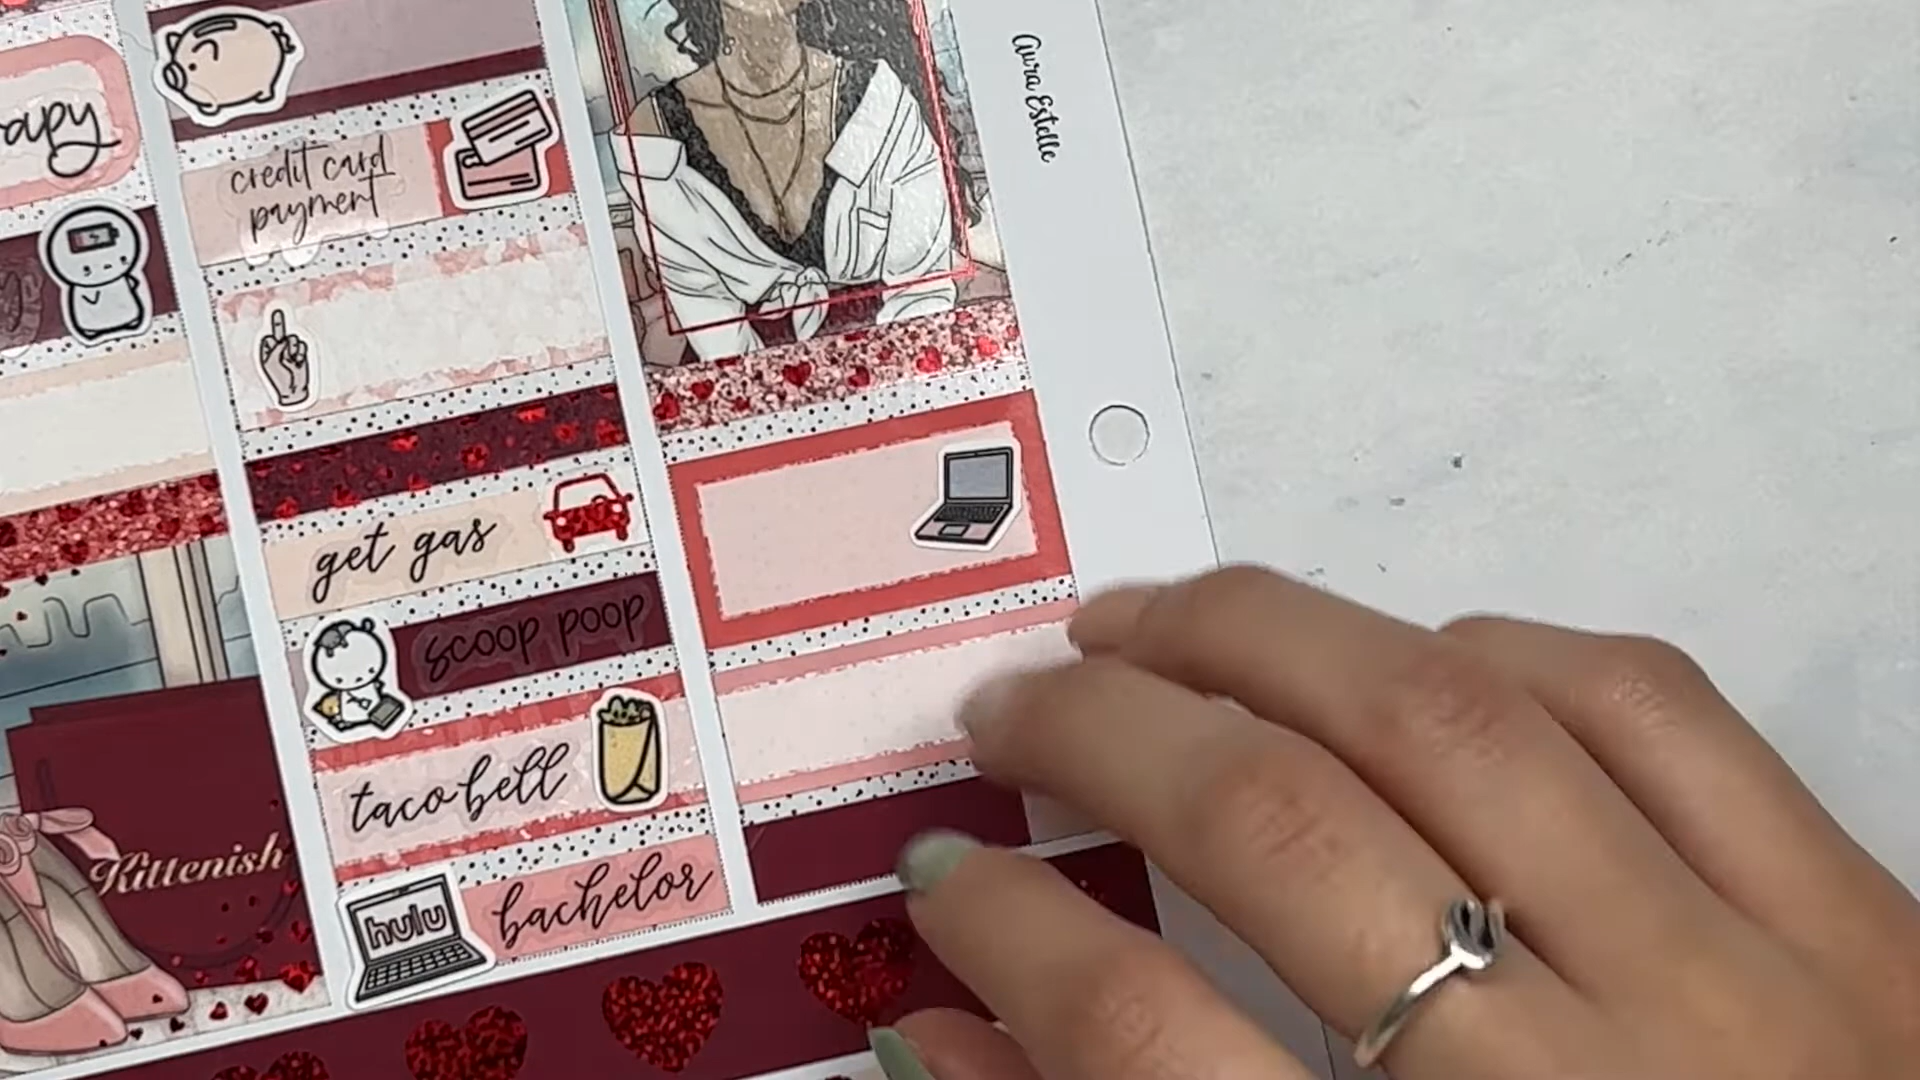 apy
credit card
payment
get gas
scoop poop
taco bell
hulu
bachelor
Kittenish
Aura Estelle